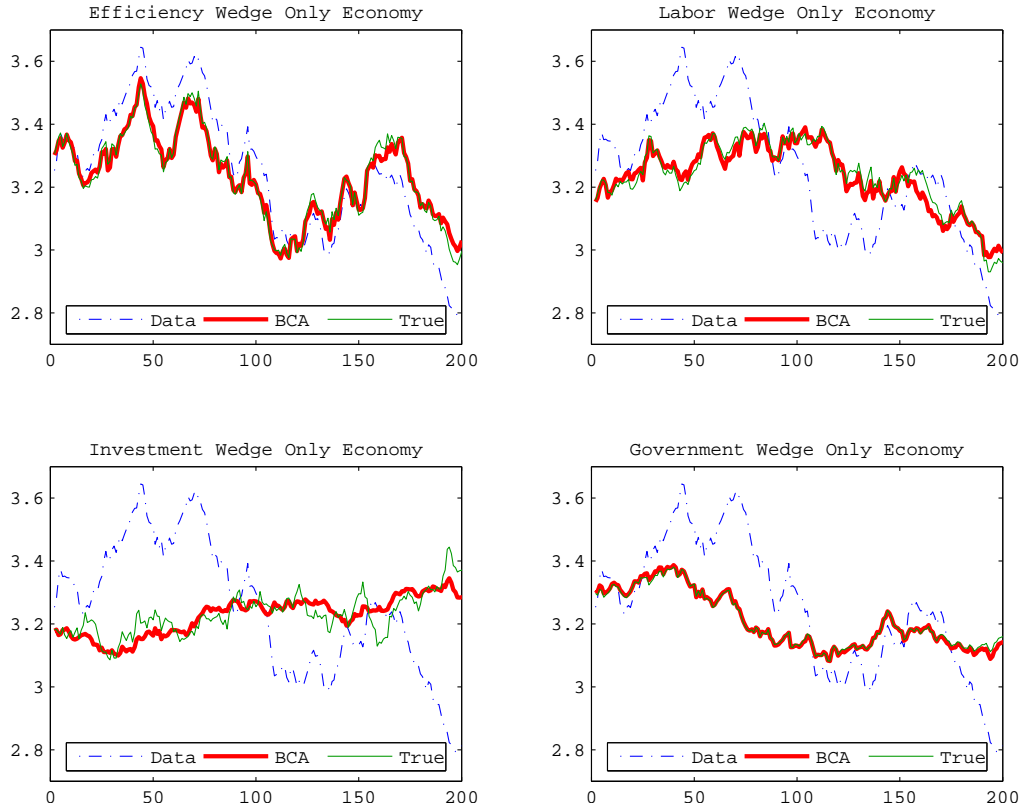 Efficiency Wedge Only Economy
3.6
3.4
3.2
3
2.8
Data BCA True
0 50 100 150 200
Labor Wedge Only Economy
3.6
3.4
3.2
3
2.8
Data BCA True
0 50 100 150 200
Investment Wedge Only Economy
3.6
3.4
3.2
3
2.8
Data BCA True
0 50 100 150 200
Government Wedge Only Economy
3.6
3.4
3.2
3
2.8
Data BCA True
0 50 100 150 200